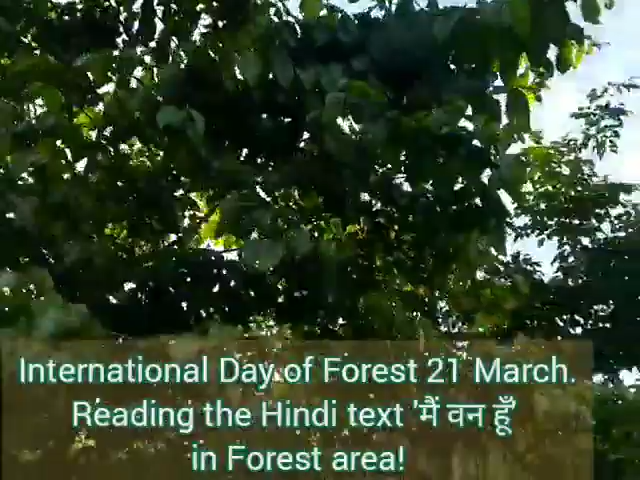 International Day of Forest 21 March.
Reading the Hindi text 'मैं वन हूँ'
in Forest area!